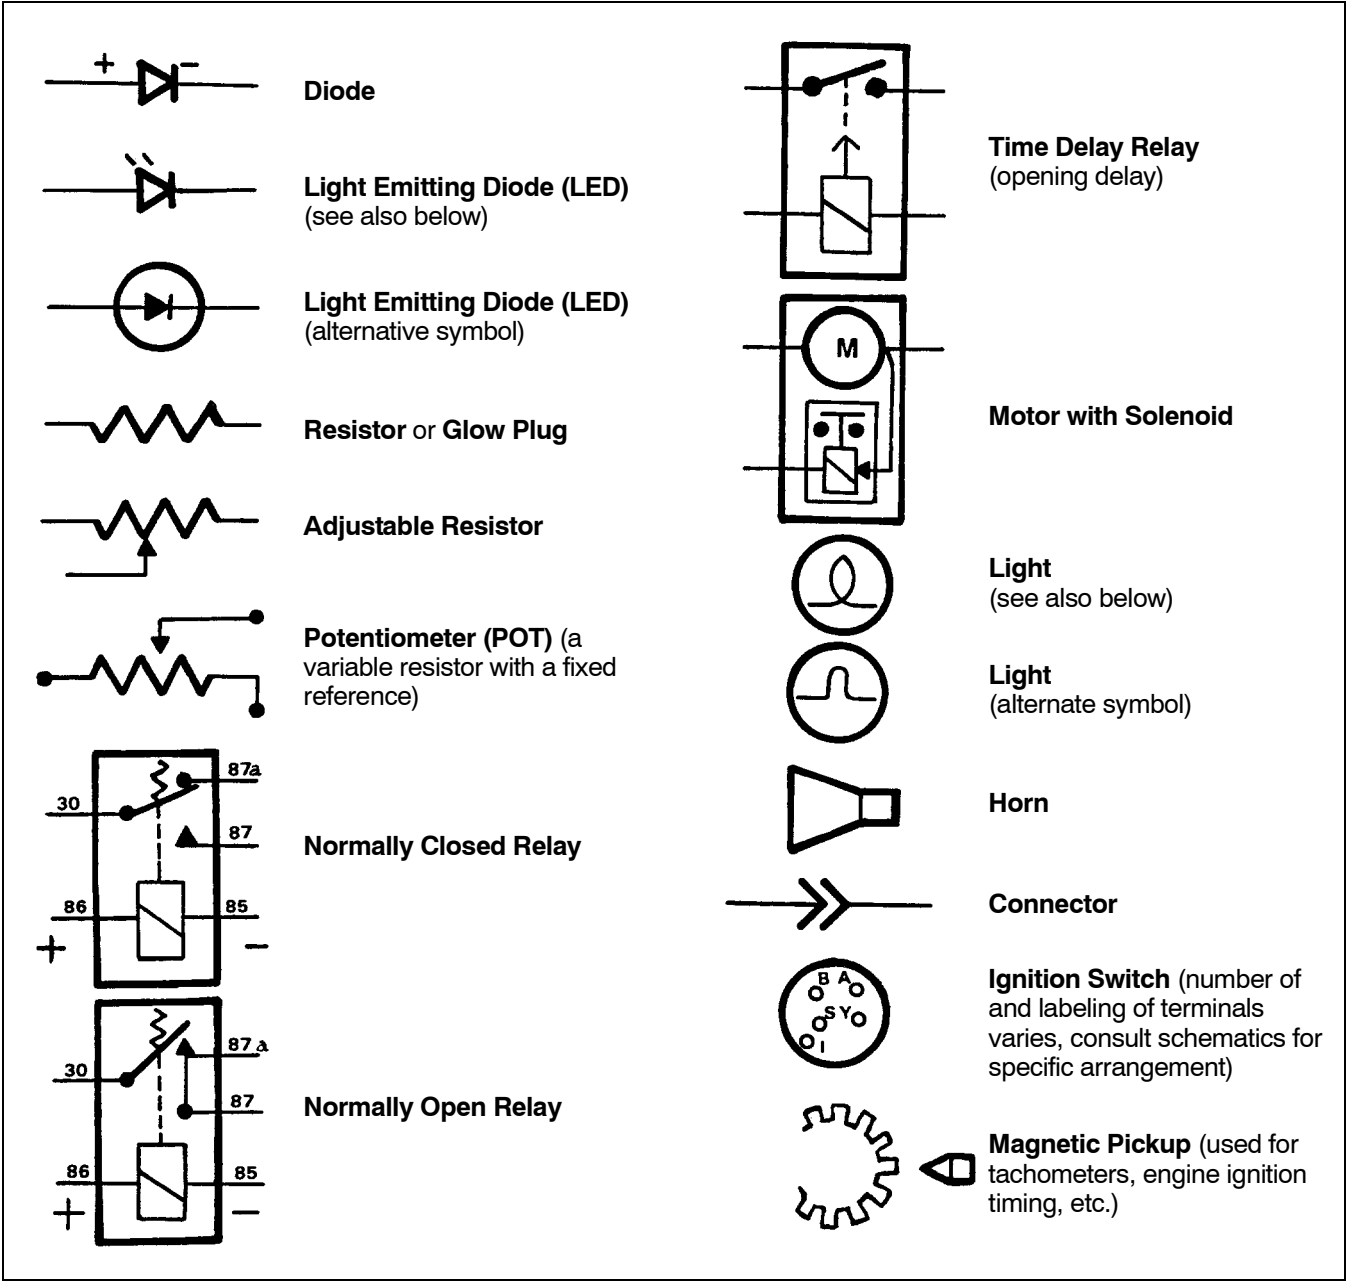 + −
Diode
Light Emitting Diode (LED)
(see also below)
Light Emitting Diode (LED)
(alternative symbol)
Resistor or Glow Plug
Adjustable Resistor
Potentiometer (POT) (a
variable resistor with a fixed
reference)
87a
30
87
Normally Closed Relay
86 85
+ −
87a
30
87
Normally Open Relay
86 85
+ −
Time Delay Relay
(opening delay)
M
Motor with Solenoid
Light
(see also below)
Light
(alternate symbol)
Horn
Connector
B A
S Y
I
Ignition Switch (number of
and labeling of terminals
varies, consult schematics for
specific arrangement)
Magnetic Pickup (used for
tachometers, engine ignition
timing, etc.)